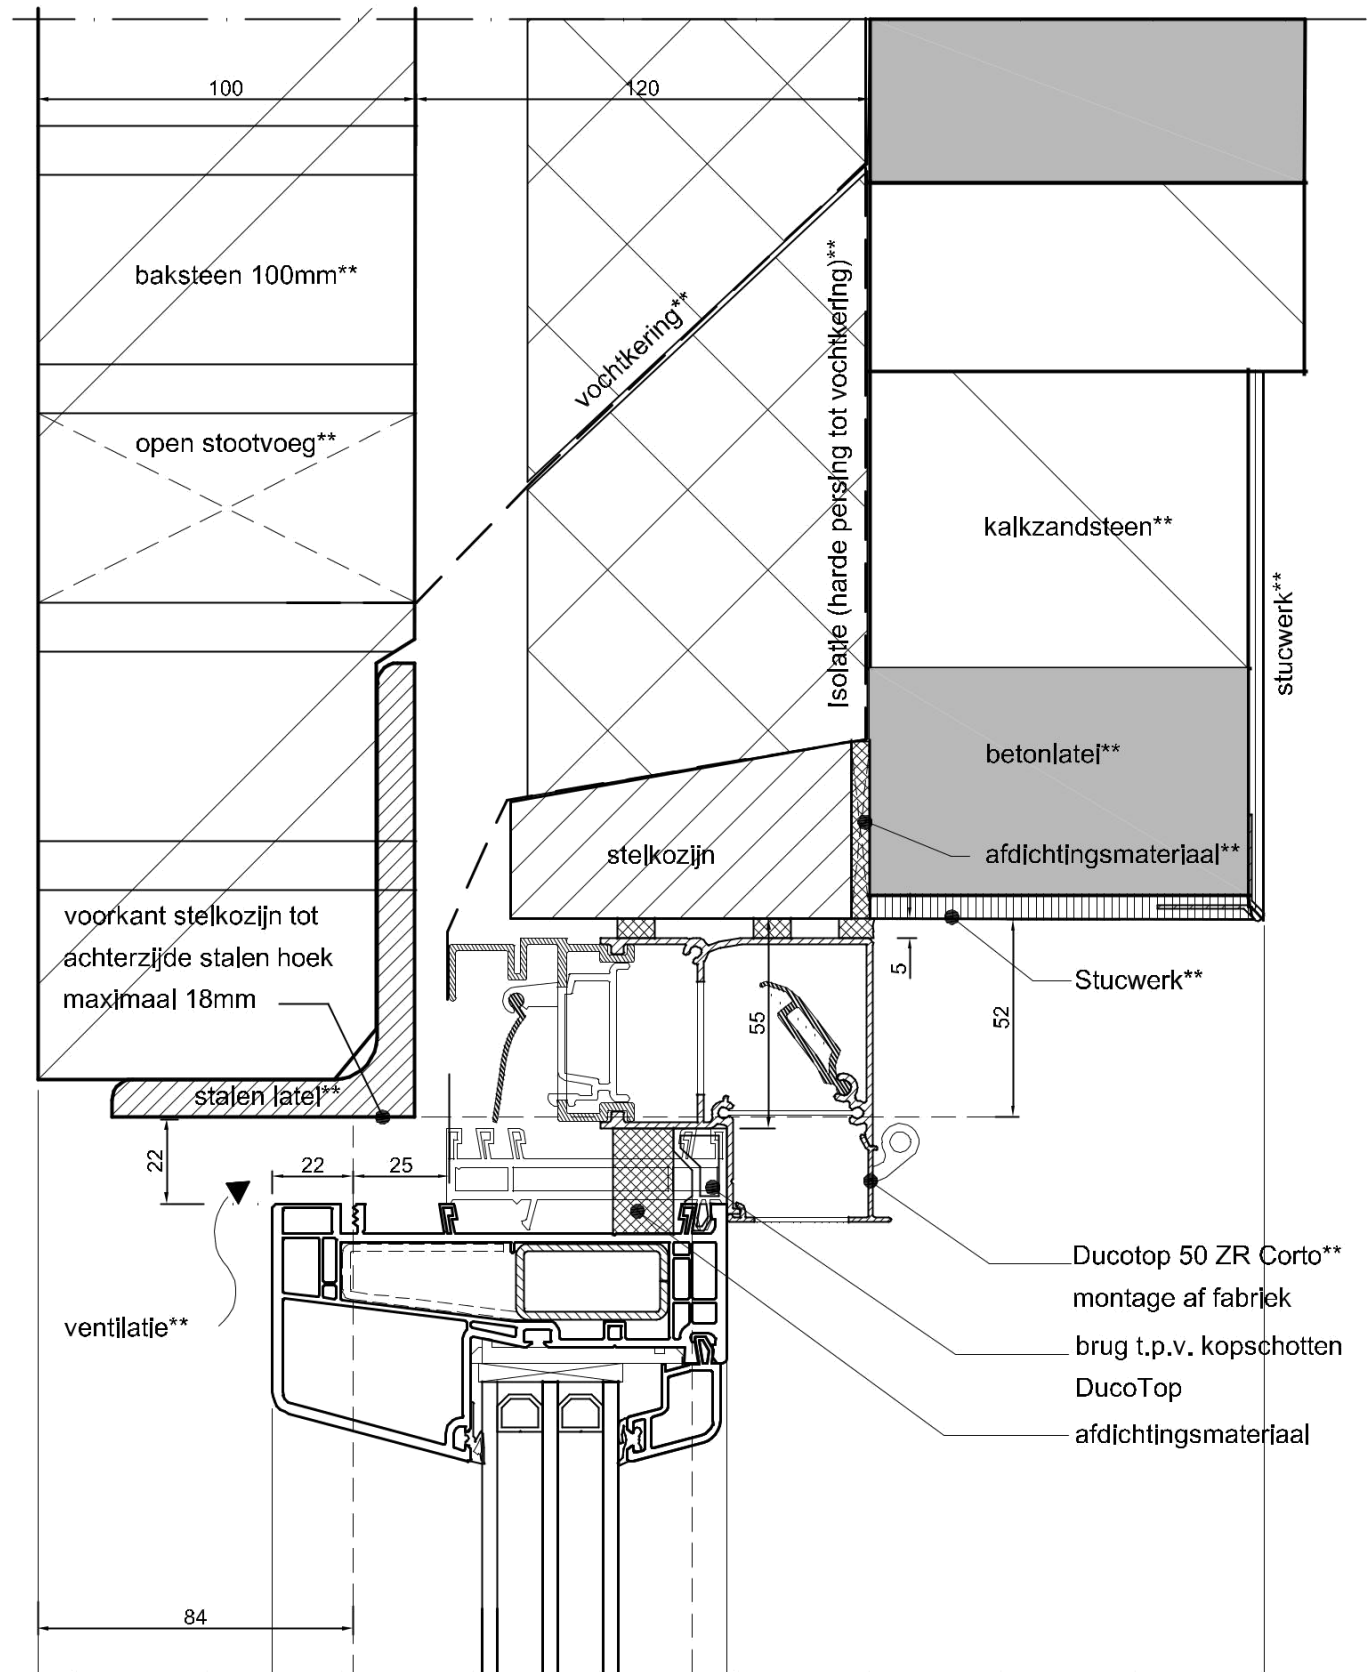 100
120
baksteen 100mm**
vochtkering**
Isolatie (harde persing tot vochtkering)**
open stootvoeg**
kalkzandsteen**
stucwerk**
betonlatei**
stelkozijn
afdichtingsmateriaal**
voorkant stelkozijn tot
achterzijde stalen hoek
maximaal 18mm
5
Stucwerk**
55
52
stalen latei**
22
22
25
Ducotop 50 ZR Corto**
montage af fabriek
ventilatie**
brug t.p.v. kopschotten
DucoTop
afdichtingsmateriaal
84